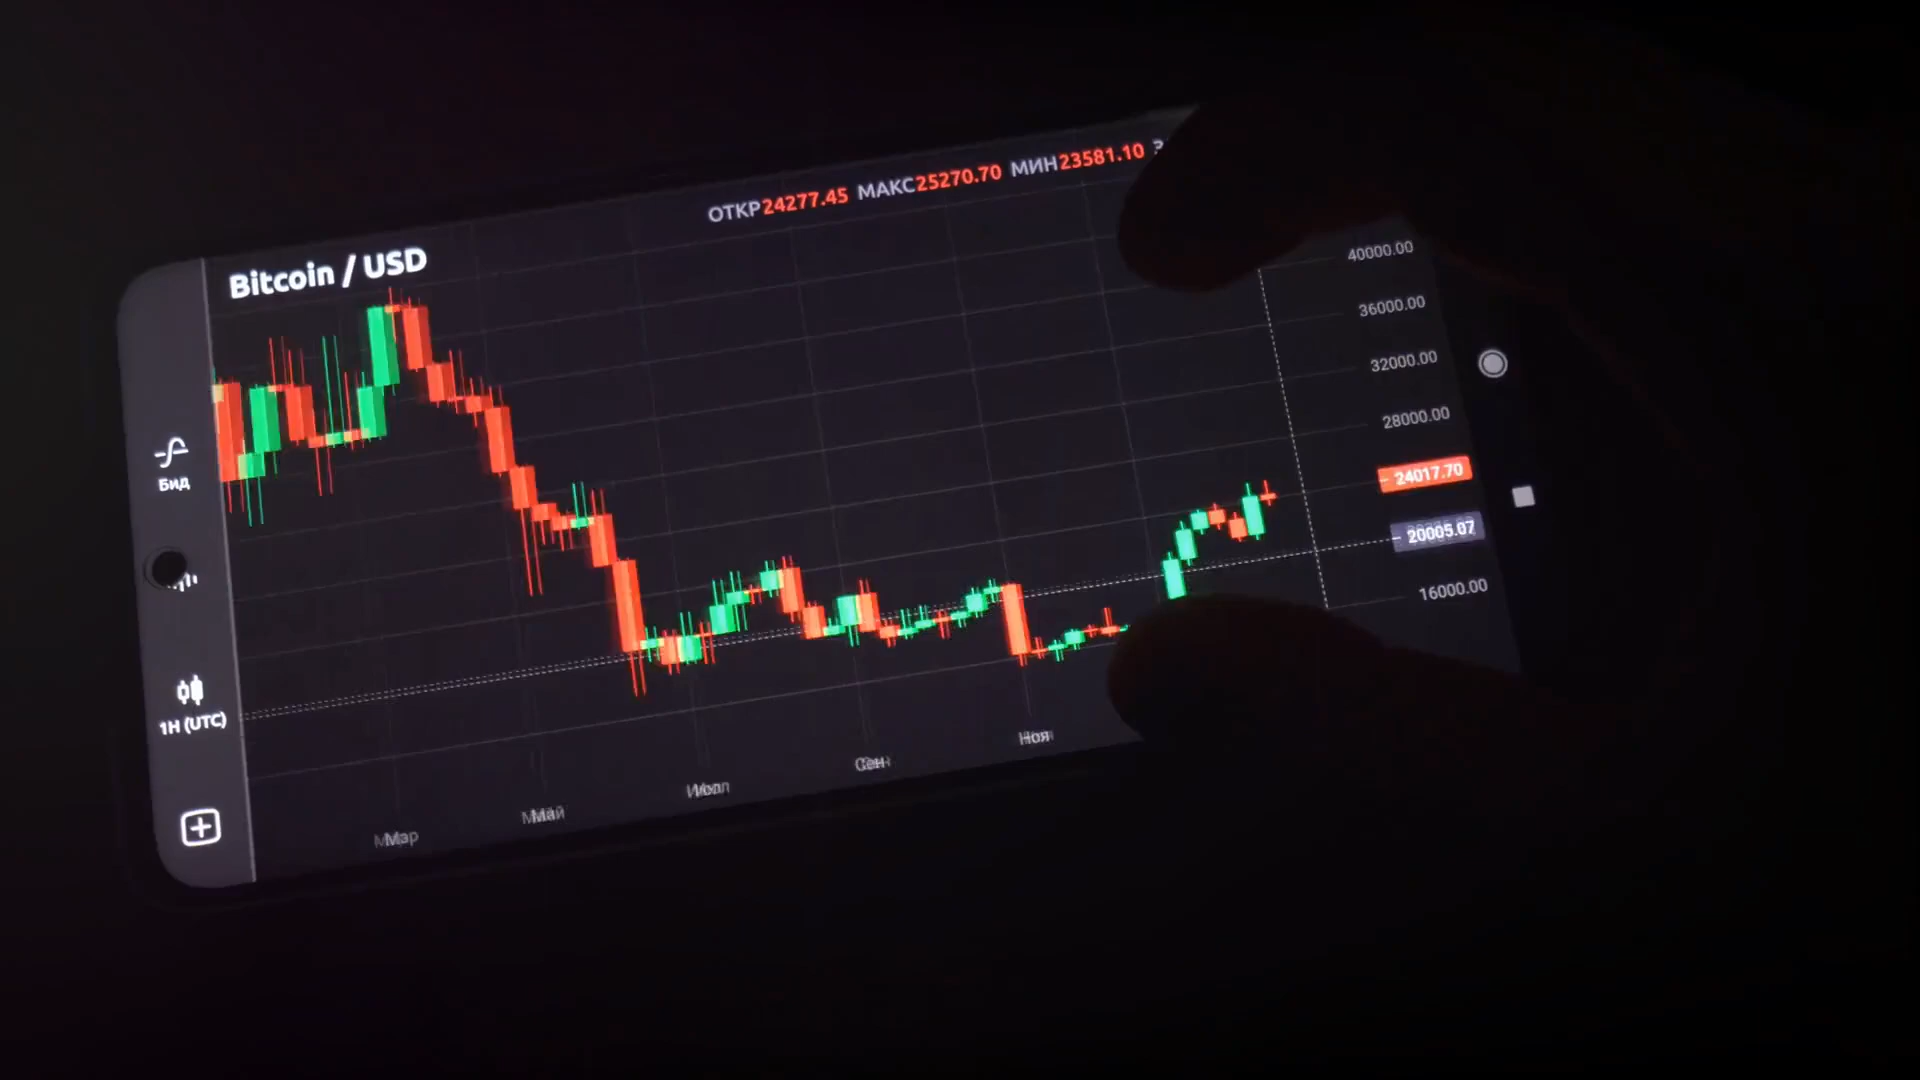 ОТКР24277.45 МАКС25270.70 МИН23581.10
Bitcoin / USD
40000.00
36000.00
32000.00
28000.00
24017.70
20005.07
16000.00
Бид
1H (UTC)
Мар
Май
Июл
Сен
Ноя